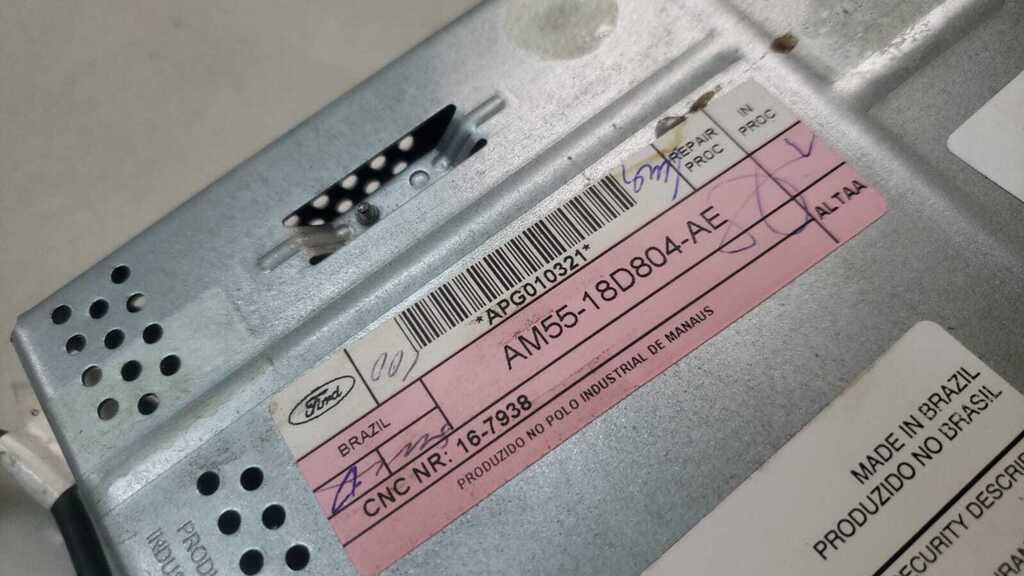 REPAIR
PROC
IN
PROC
*APG010321*
Ford
BRAZIL
AM55-18D804-AE
ALTAA
CNC NR: 16-7938
PRODUZIDO NO POLO INDUSTRIAL DE MANAUS
MADE IN BRAZIL
PRODUZIDO NO BRASIL